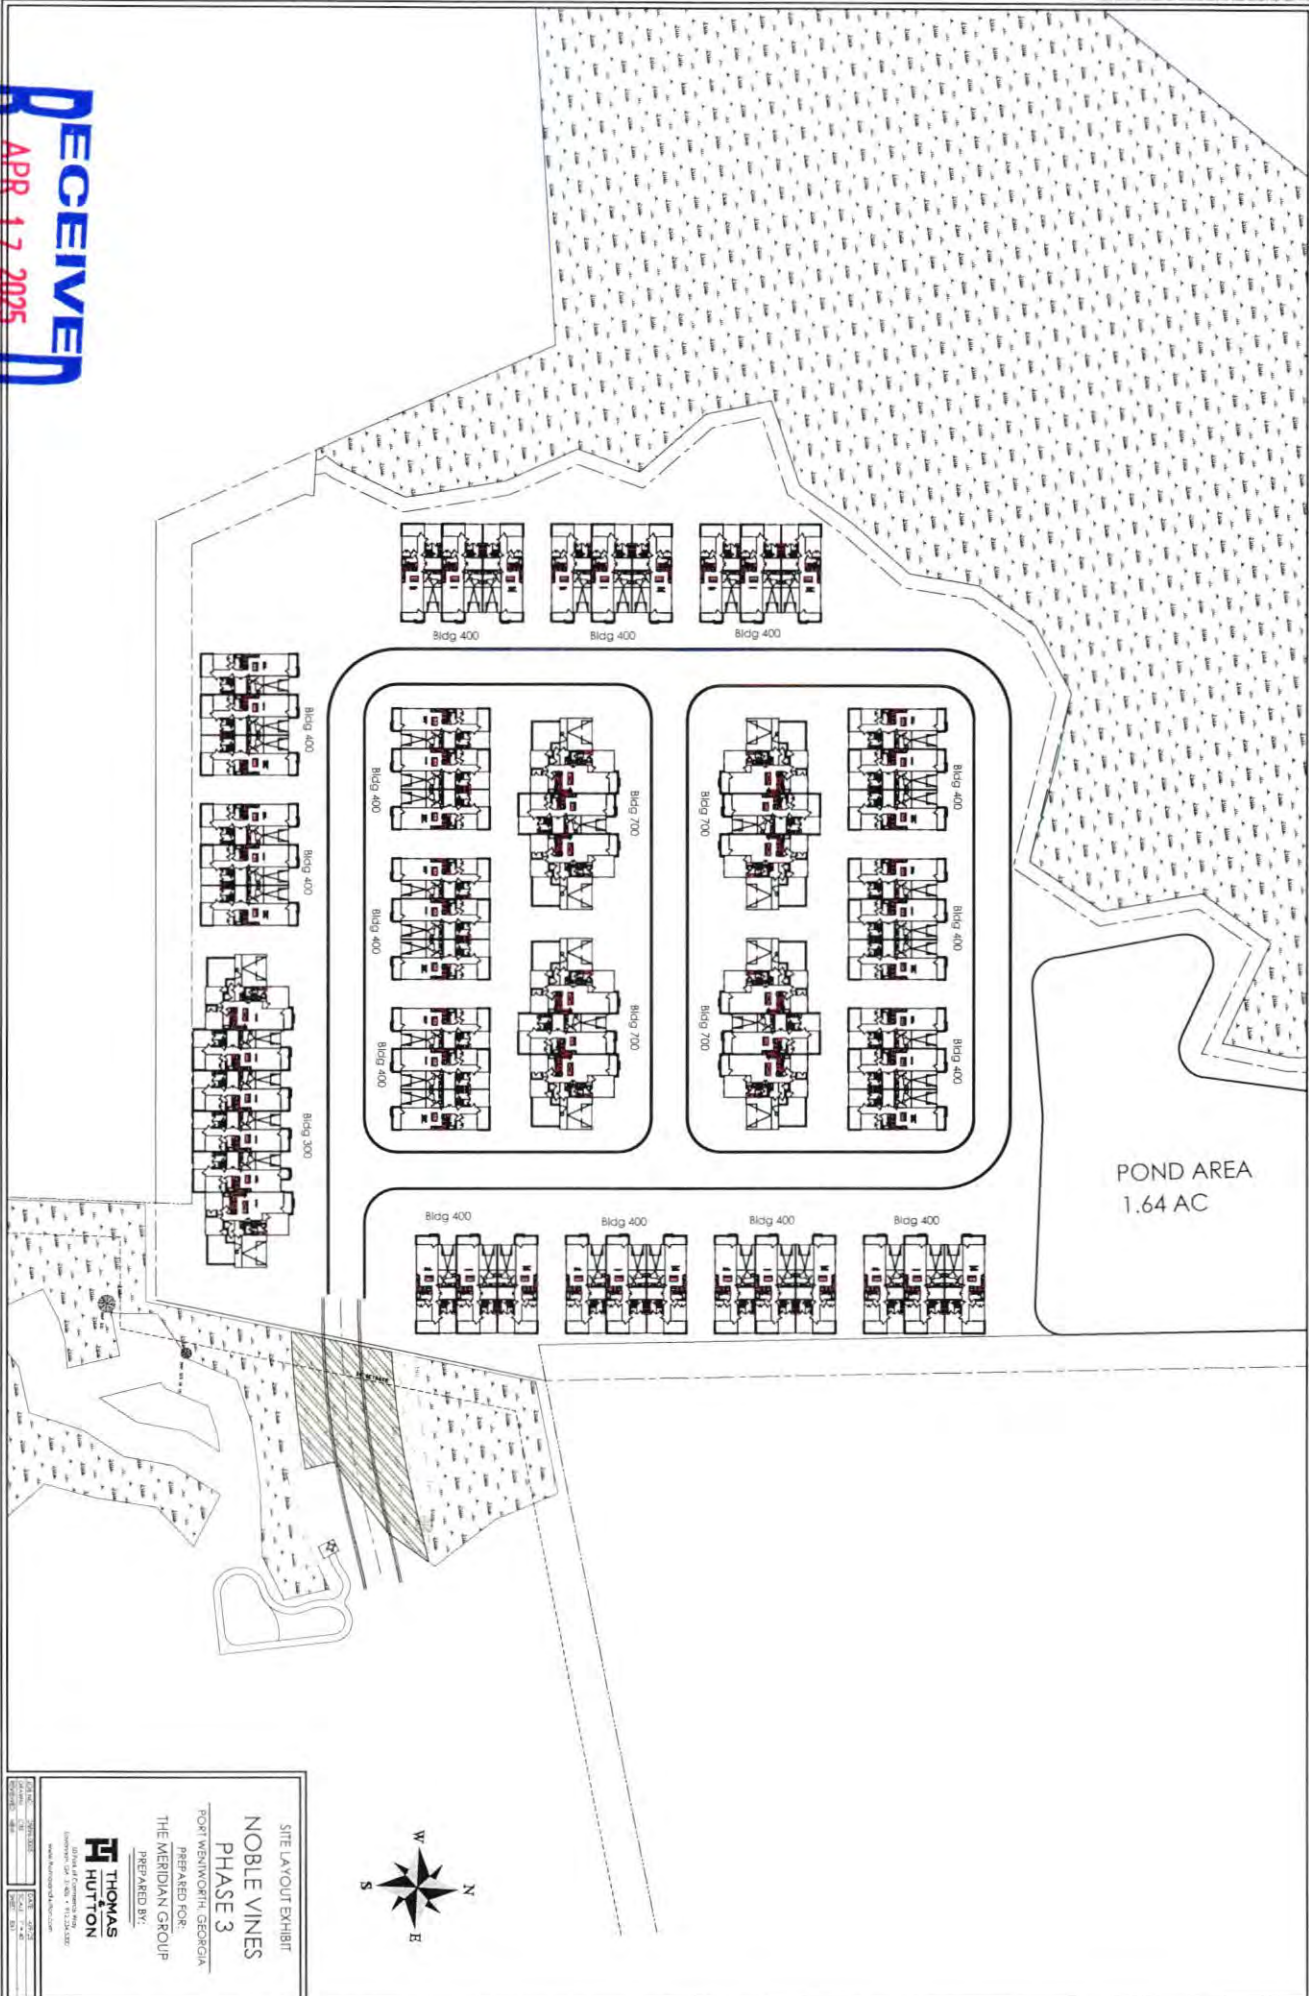 RECEIVED
APR 17 2025
Bldg 400
Bldg 400
Bldg 400
Bldg 400
Bldg 400
Bldg 300
Bldg 400
Bldg 400
Bldg 400
Bldg 700
Bldg 700
Bldg 700
Bldg 700
Bldg 400
Bldg 400
Bldg 400
Bldg 400
Bldg 400
Bldg 400
Bldg 400
POND AREA
1.64 AC
N
W
E
S
SITE LAYOUT EXHIBIT
NOBLE VINES
PHASE 3
PORT WENTWORTH, GEORGIA
PREPARED FOR:
THE MERIDIAN GROUP
PREPARED BY:
THOMAS
&
HUTTON